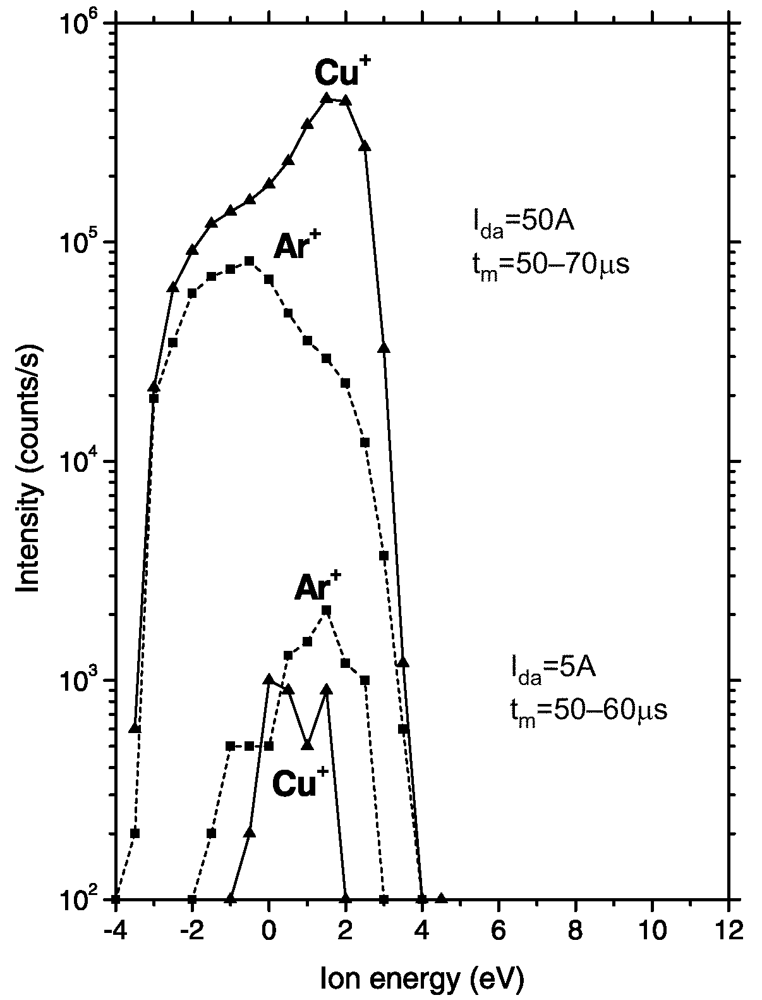 10⁶
Cu⁺
I_da=50A
10⁵
Ar⁺
t_m=50–70μs
Intensity (counts/s)
10⁴
Ar⁺
I_da=5A
10³
t_m=50–60μs
Cu⁺
10²
-4 -2 0 2 4 6 8 10 12
Ion energy (eV)